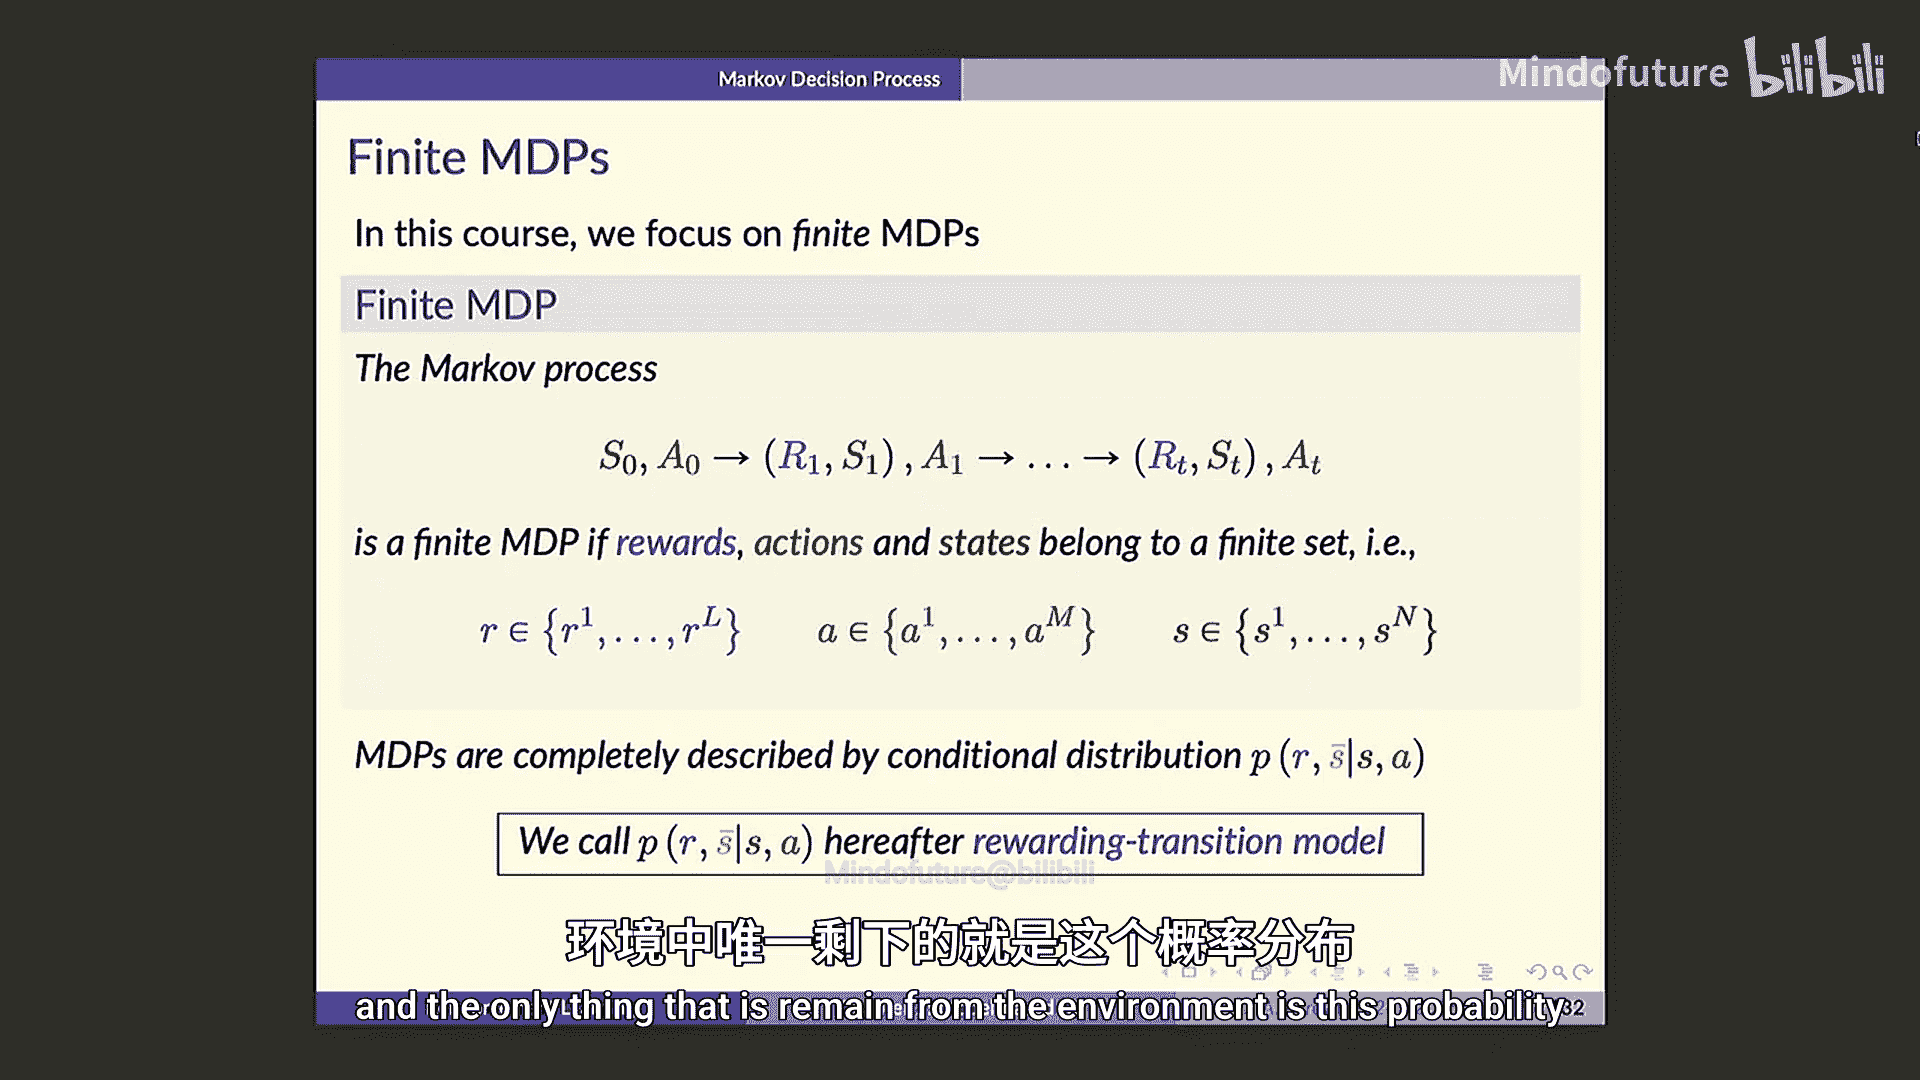 Markov Decision Process
Mindofuture bilibili
Finite MDPs
In this course, we focus on finite MDPs
Finite MDP
The Markov process
S₀, A₀ → (R₁, S₁), A₁ → … → (Rₜ, Sₜ), Aₜ
is a finite MDP if rewards, actions and states belong to a finite set, i.e.,
r ∈ {r¹, …, rᴸ} a ∈ {a¹, …, aᴹ} s ∈ {s¹, …, sᴺ}
MDPs are completely described by conditional distribution p (r, s̄|s, a)
We call p (r, s̄|s, a) hereafter rewarding-transition model
Mindofuture@bilibili
环境中唯一剩下的就是这个概率分布
and the only thing that is remain from the environment is this probability
32